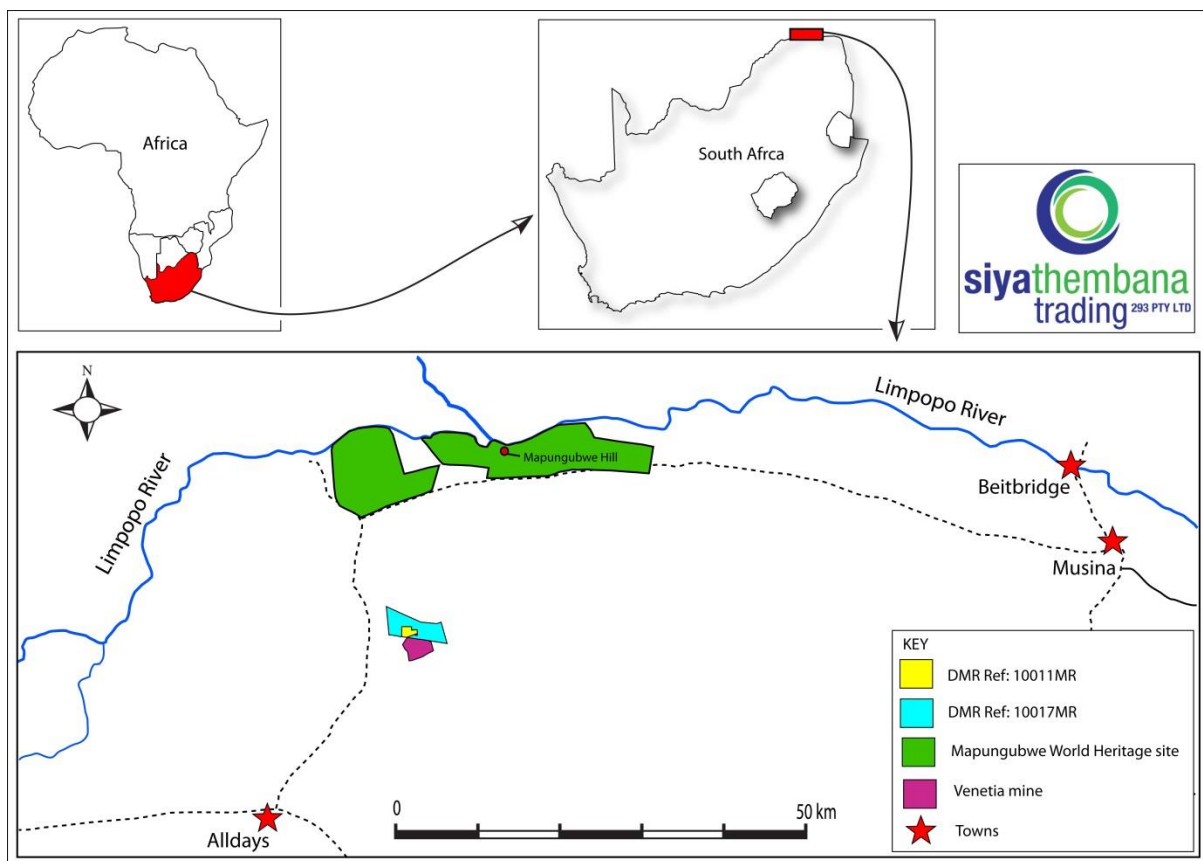 Africa
South Afrca
siyathembana
trading 293 PTY LTD
N
Limpopo River
Mapungubwe Hill
Beitbridge
Limpopo River
Musina
KEY
DMR Ref: 10011MR
DMR Ref: 10017MR
Mapungubwe World Heritage site
Venetia mine
Towns
0
50 km
Alldays